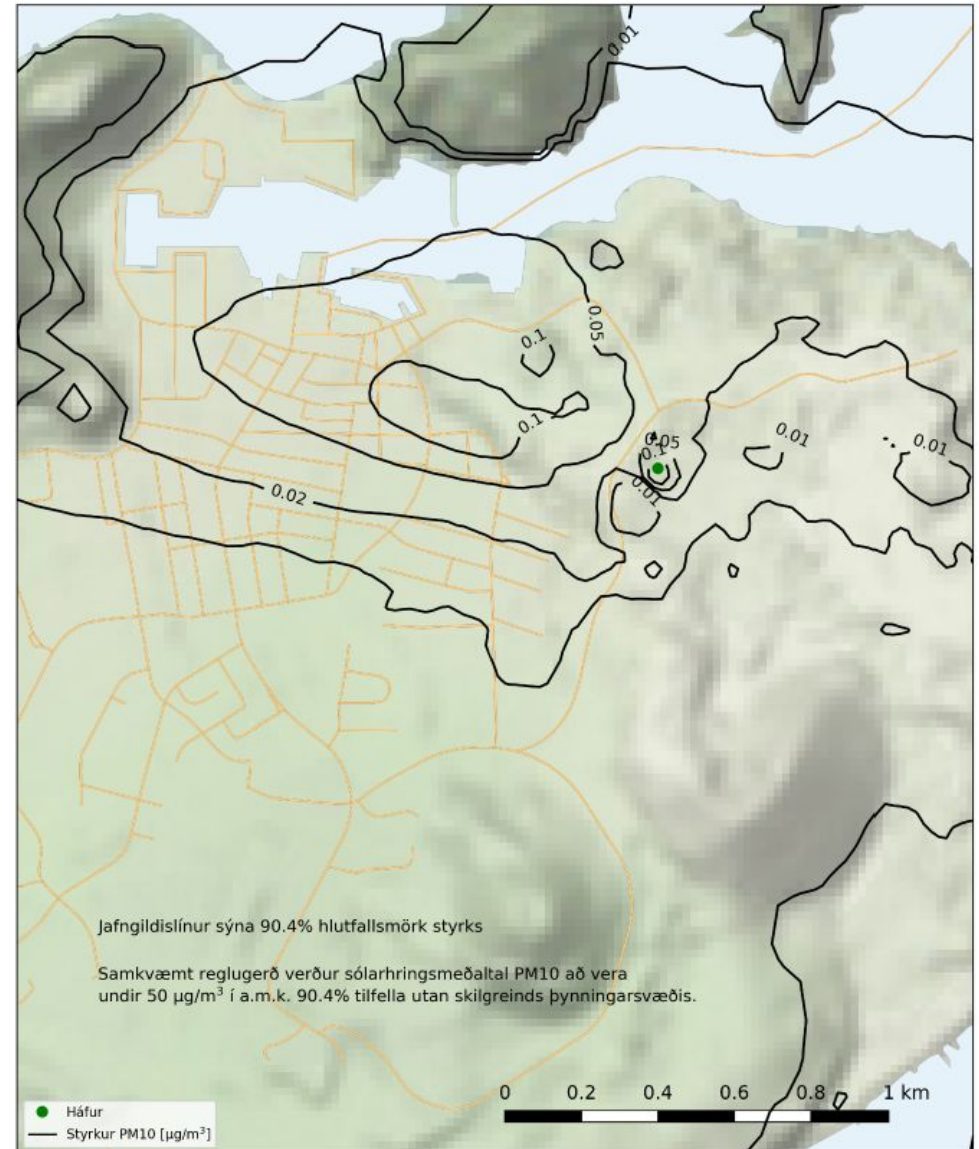 0.01
0.05
0.1
0.1
0.05
0.1
0.01
0.01
0.01
0.02
Jafngildislínur sýna 90.4% hlutfallsmörk styrks
Samkvæmt reglugerð verður sólarhringsmeðaltal PM10 að vera
undir 50 µg/m³ í a.m.k. 90.4% tilfella utan skilgreinds þynningarsvæðis.
0 0.2 0.4 0.6 0.8 1 km
Háfur
Styrkur PM10 [µg/m³]